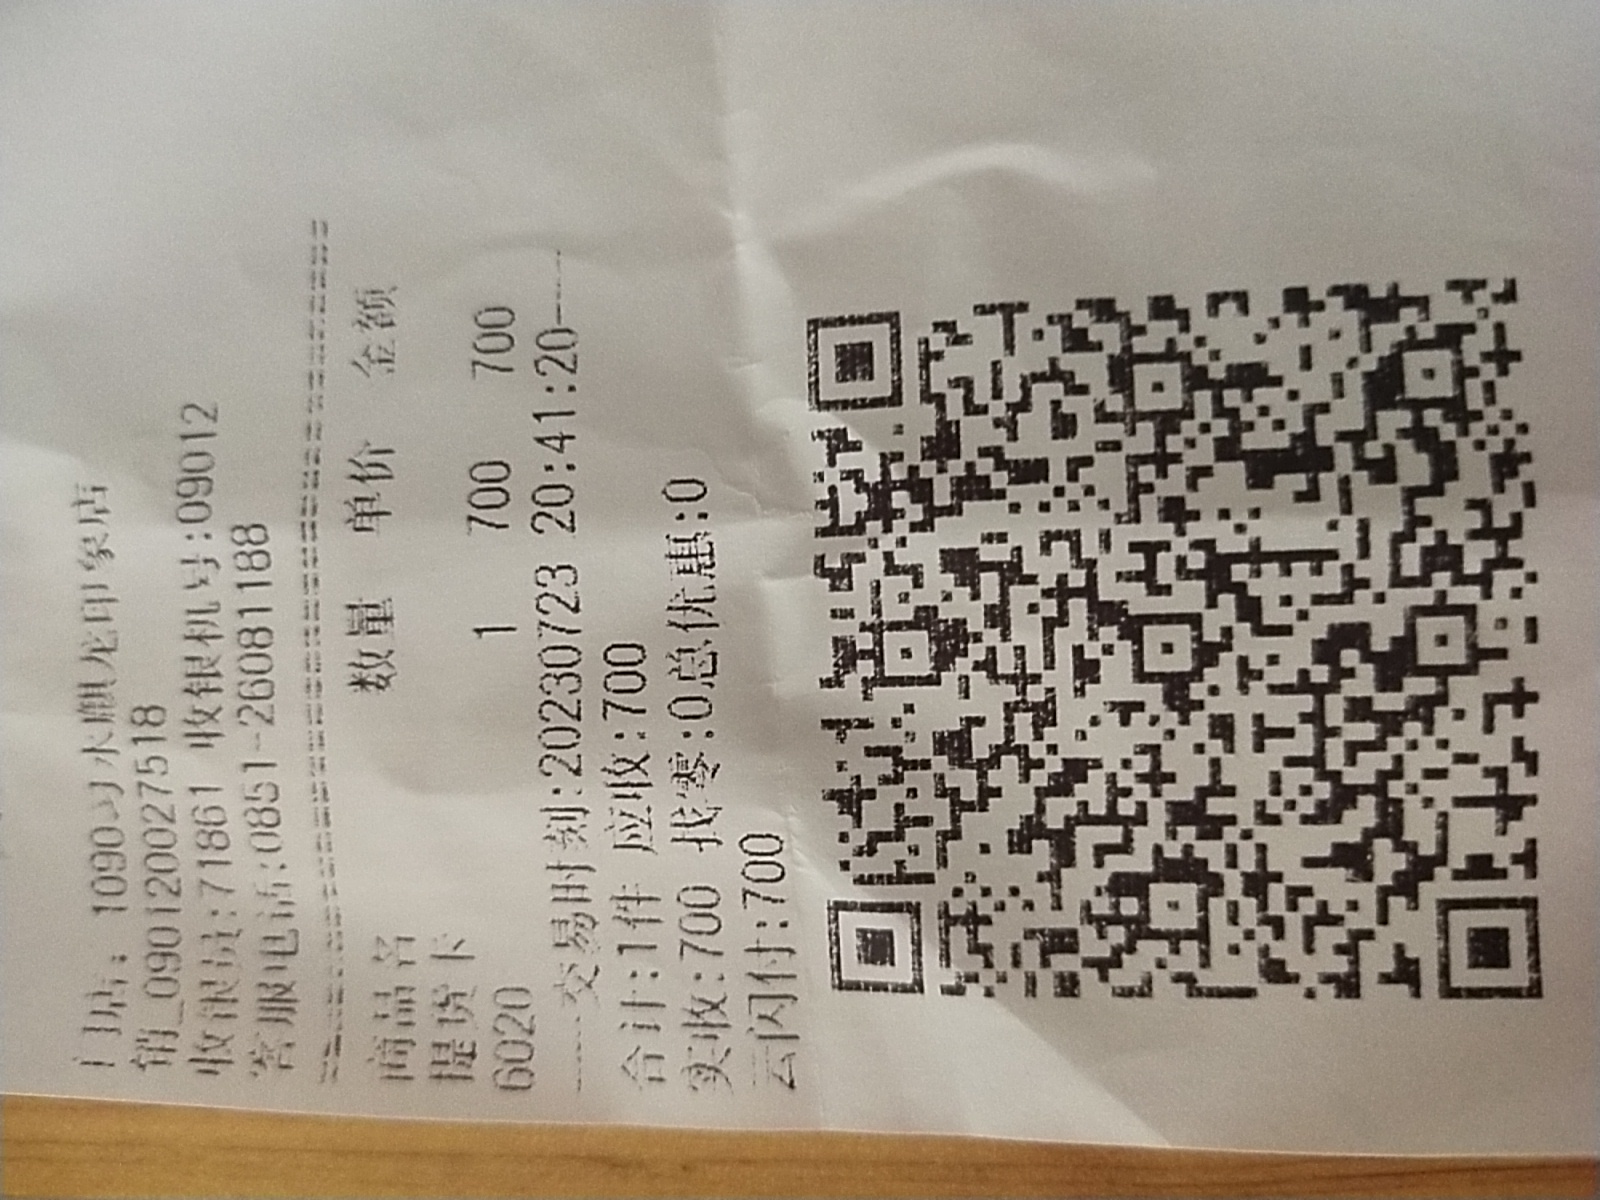 门店：1090习水麒龙印象店
销_09012000275​18
收银员:71861 收银机号:09012
客服电话:0851-26081188
商品名 数量 单价 金额
提货卡
6020 1 700 700
-----交易时刻:20230723 20:41:20-----
合计:1件 应收:700
实收:700 找零:0总优惠:0
云闪付:700